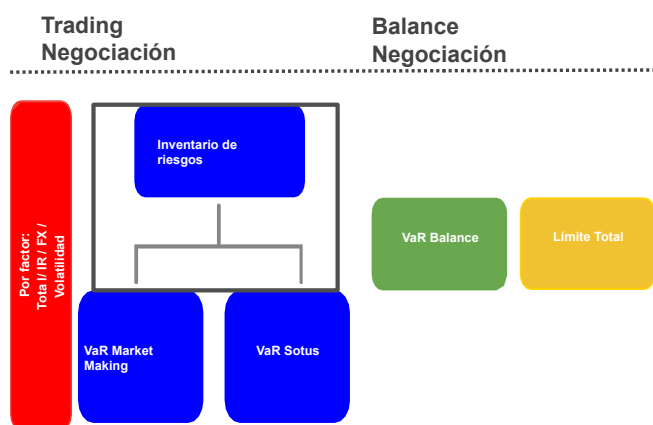 Trading
Negociación
Balance
Negociación
Por factor:
Tota l/ IR / FX /
Volatilidad
Inventario de
riesgos
VaR Market
Making
VaR Sotus
VaR Balance
Límite Total